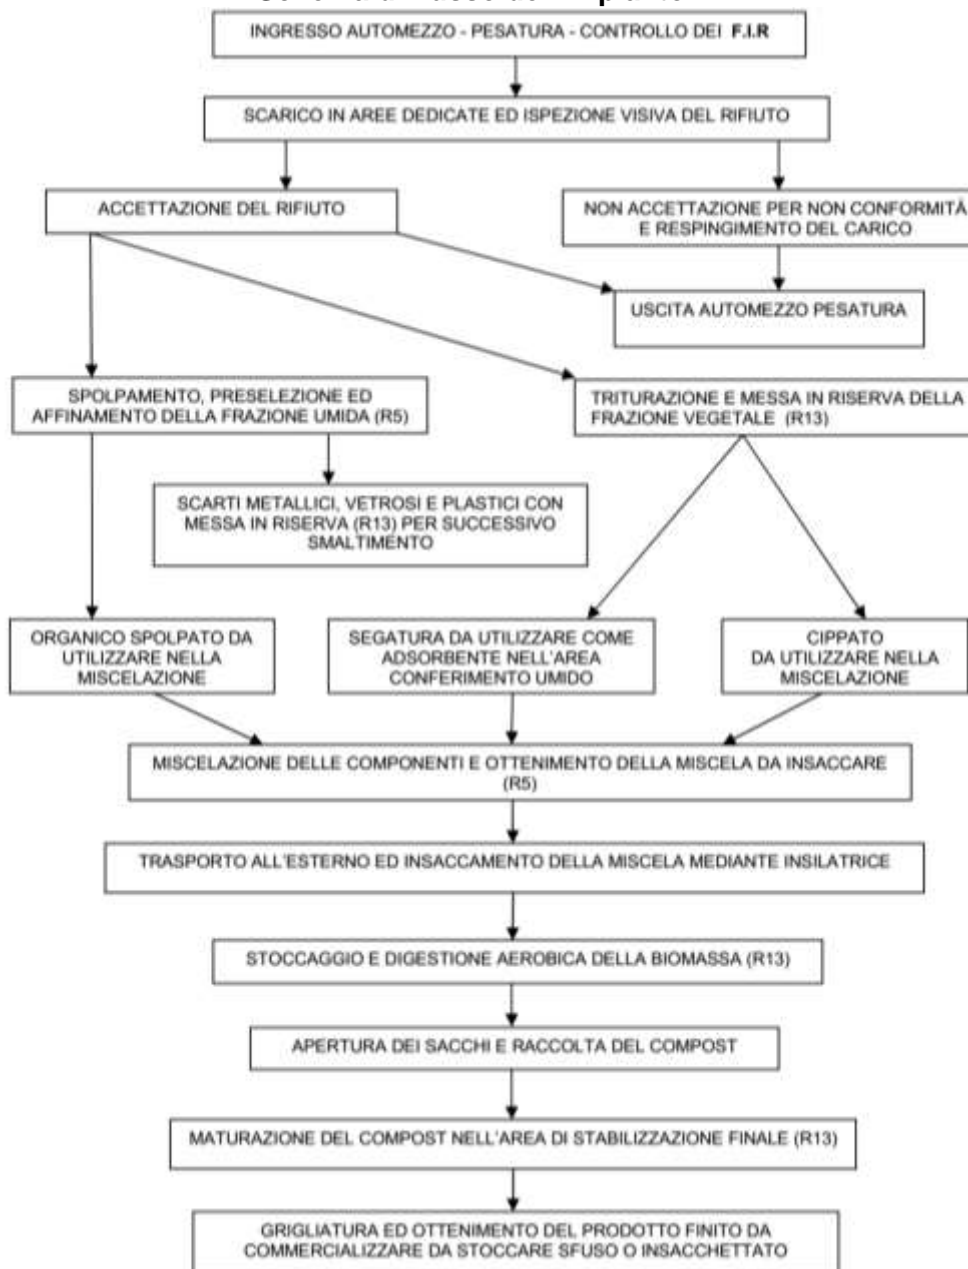 INGRESSO AUTOMEZZO - PESATURA - CONTROLLO DEI F.I.R
SCARICO IN AREE DEDICATE ED ISPEZIONE VISIVA DEL RIFIUTO
ACCETTAZIONE DEL RIFIUTO
NON ACCETTAZIONE PER NON CONFORMITÀ
E RESPINGIMENTO DEL CARICO
USCITA AUTOMEZZO PESATURA
SPOLPAMENTO, PRESELEZIONE ED
AFFINAMENTO DELLA FRAZIONE UMIDA (R5)
TRITURAZIONE E MESSA IN RISERVA DELLA
FRAZIONE VEGETALE (R13)
SCARTI METALLICI, VETROSI E PLASTICI CON
MESSA IN RISERVA (R13) PER SUCCESSIVO
SMALTIMENTO
ORGANICO SPOLPATO DA
UTILIZZARE NELLA
MISCELAZIONE
SEGATURA DA UTILIZZARE COME
ADSORBENTE NELL'AREA
CONFERIMENTO UMIDO
CIPPATO
DA UTILIZZARE NELLA
MISCELAZIONE
MISCELAZIONE DELLE COMPONENTI E OTTENIMENTO DELLA MISCELA DA INSACCARE
(R5)
TRASPORTO ALL'ESTERNO ED INSACCAMENTO DELLA MISCELA MEDIANTE INSILATRICE
STOCCAGGIO E DIGESTIONE AEROBICA DELLA BIOMASSA (R13)
APERTURA DEI SACCHI E RACCOLTA DEL COMPOST
MATURAZIONE DEL COMPOST NELL'AREA DI STABILIZZAZIONE FINALE (R13)
GRIGLIATURA ED OTTENIMENTO DEL PRODOTTO FINITO DA
COMMERCIALIZZARE DA STOCCARE SFUSO O INSACCHETTATO